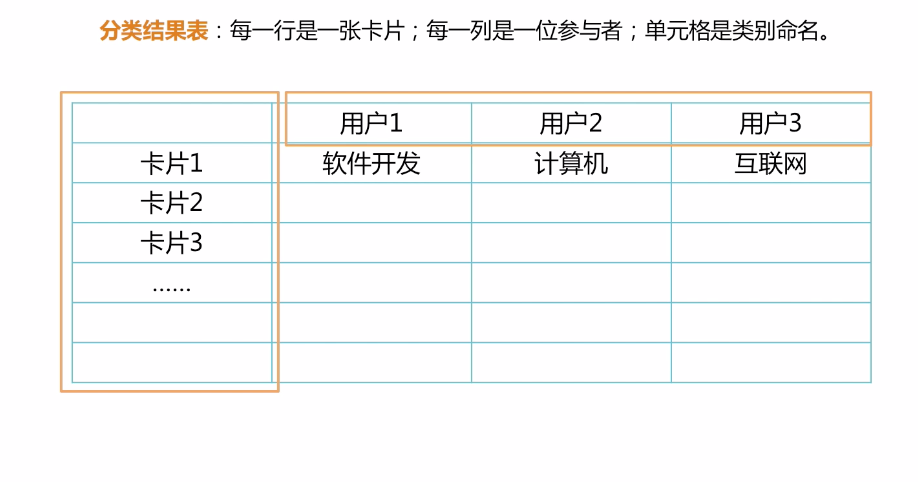 分类结果表：每一行是一张卡片；每一列是一位参与者；单元格是类别命名。
用户1 用户2 用户3
卡片1 软件开发 计算机 互联网
卡片2
卡片3
……